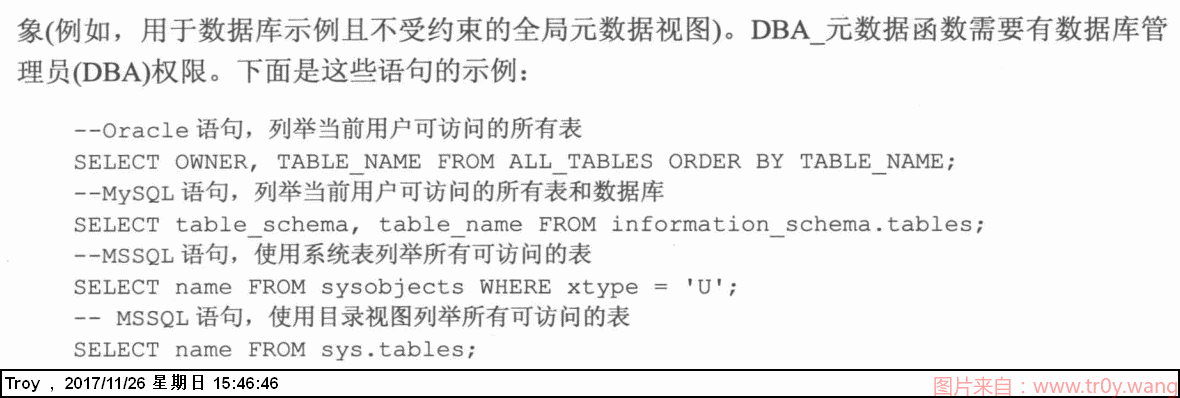 象(例如，用于数据库示例且不受约束的全局元数据视图)。DBA_元数据函数需要有数据库管
理员(DBA)权限。下面是这些语句的示例：
--Oracle 语句，列举当前用户可访问的所有表
SELECT OWNER, TABLE_NAME FROM ALL_TABLES ORDER BY TABLE_NAME;
--MySQL 语句，列举当前用户可访问的所有表和数据库
SELECT table_schema, table_name FROM information_schema.tables;
--MSSQL 语句，使用系统表列举所有可访问的表
SELECT name FROM sysobjects WHERE xtype = 'U';
-- MSSQL 语句，使用目录视图列举所有可访问的表
SELECT name FROM sys.tables;
Troy , 2017/11/26 星期日 15:46:46
图片来自：www.tr0y.wang